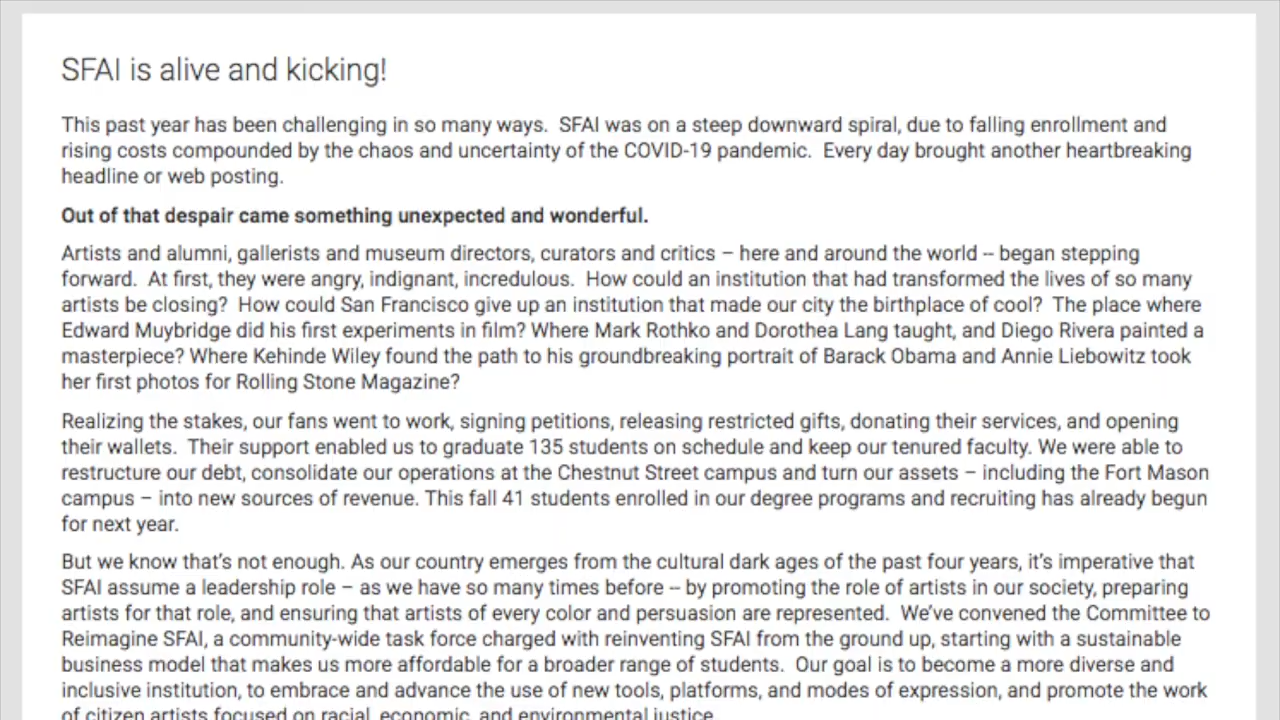 SFAI is alive and kicking!
This past year has been challenging in so many ways.  SFAI was on a steep downward spiral, due to falling enrollment and
rising costs compounded by the chaos and uncertainty of the COVID-19 pandemic.  Every day brought another heartbreaking
headline or web posting.
Out of that despair came something unexpected and wonderful.
Artists and alumni, gallerists and museum directors, curators and critics – here and around the world -- began stepping
forward.  At first, they were angry, indignant, incredulous.  How could an institution that had transformed the lives of so many
artists be closing?  How could San Francisco give up an institution that made our city the birthplace of cool?  The place where
Edward Muybridge did his first experiments in film? Where Mark Rothko and Dorothea Lang taught, and Diego Rivera painted a
masterpiece? Where Kehinde Wiley found the path to his groundbreaking portrait of Barack Obama and Annie Liebowitz took
her first photos for Rolling Stone Magazine?
Realizing the stakes, our fans went to work, signing petitions, releasing restricted gifts, donating their services, and opening
their wallets.  Their support enabled us to graduate 135 students on schedule and keep our tenured faculty. We were able to
restructure our debt, consolidate our operations at the Chestnut Street campus and turn our assets – including the Fort Mason
campus – into new sources of revenue. This fall 41 students enrolled in our degree programs and recruiting has already begun
for next year.
But we know that's not enough. As our country emerges from the cultural dark ages of the past four years, it's imperative that
SFAI assume a leadership role – as we have so many times before -- by promoting the role of artists in our society, preparing
artists for that role, and ensuring that artists of every color and persuasion are represented.  We've convened the Committee to
Reimagine SFAI, a community-wide task force charged with reinventing SFAI from the ground up, starting with a sustainable
business model that makes us more affordable for a broader range of students.  Our goal is to become a more diverse and
inclusive institution, to embrace and advance the use of new tools, platforms, and modes of expression, and promote the work
of citizen artists focused on racial, economic, and environmental justice.